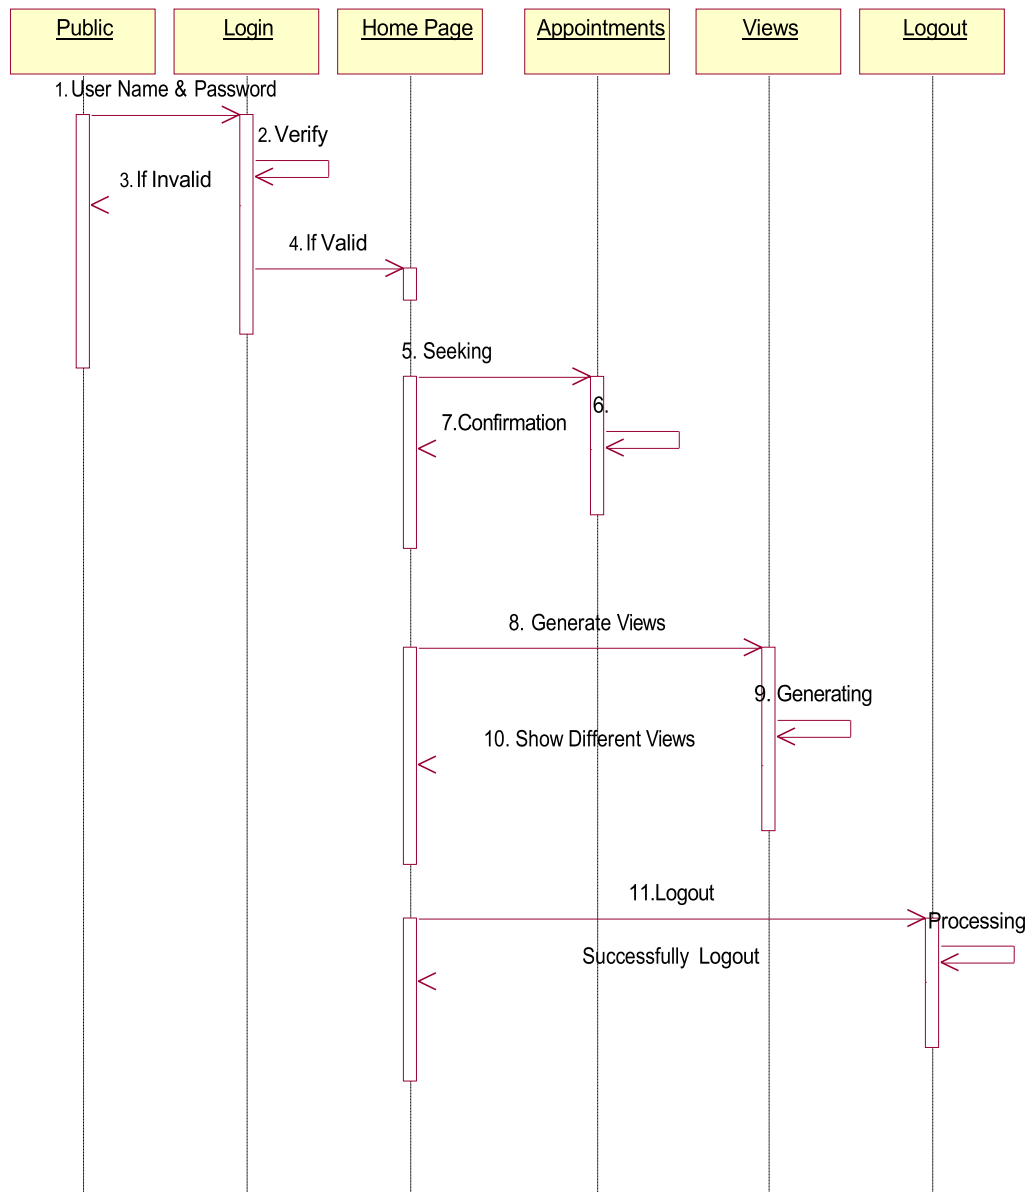 Public
Login
Home Page
Appointments
Views
Logout
1.User Name & Password
2.Verify
3.If Invalid
4.If Valid
5. Seeking
6.
7.Confirmation
8. Generate Views
9. Generating
10. Show Different Views
11.Logout
Processing
Successfully Logout